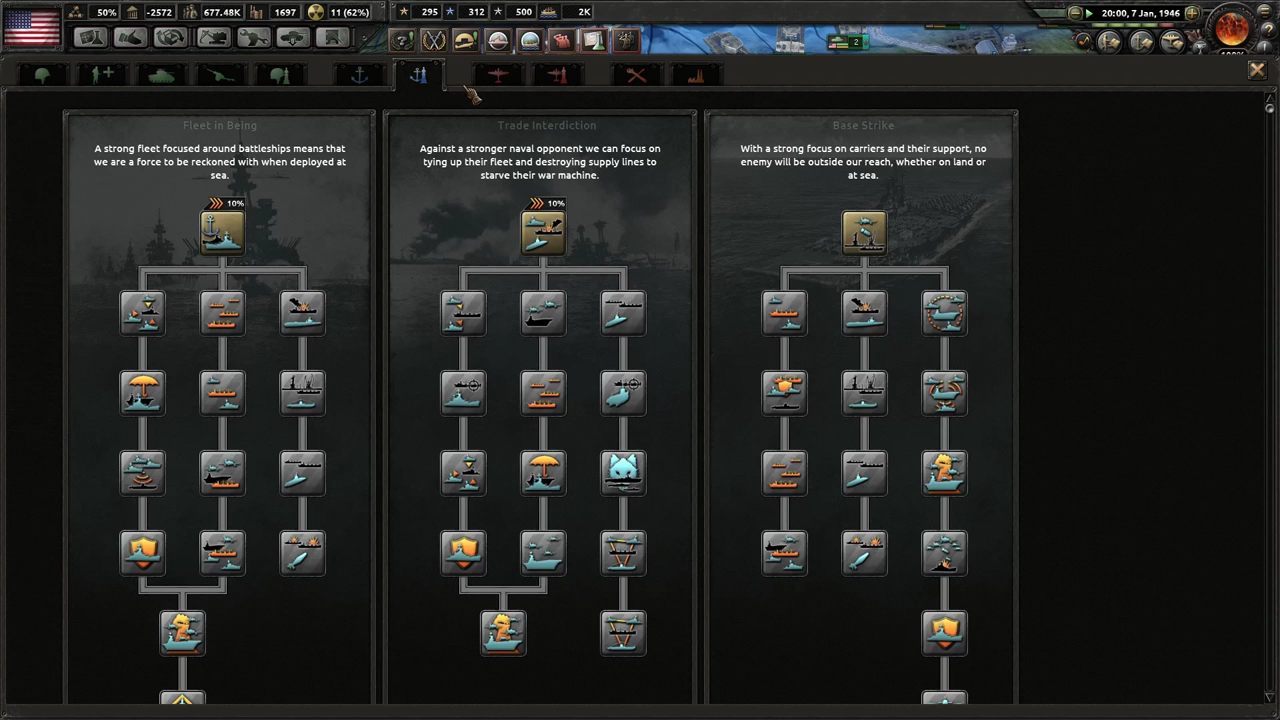 50% -2572 677.48K 1697 11 (62%) 295 312 500 2K 20:00, 7 Jan, 1946
2
Fleet in Being
A strong fleet focused around battleships means that
we are a force to be reckoned with when deployed at
sea.
10%
Trade Interdiction
Against a stronger naval opponent we can focus on
tying up their fleet and destroying supply lines to
starve their war machine.
10%
Base Strike
With a strong focus on carriers and their support, no
enemy will be outside our reach, whether on land or
at sea.